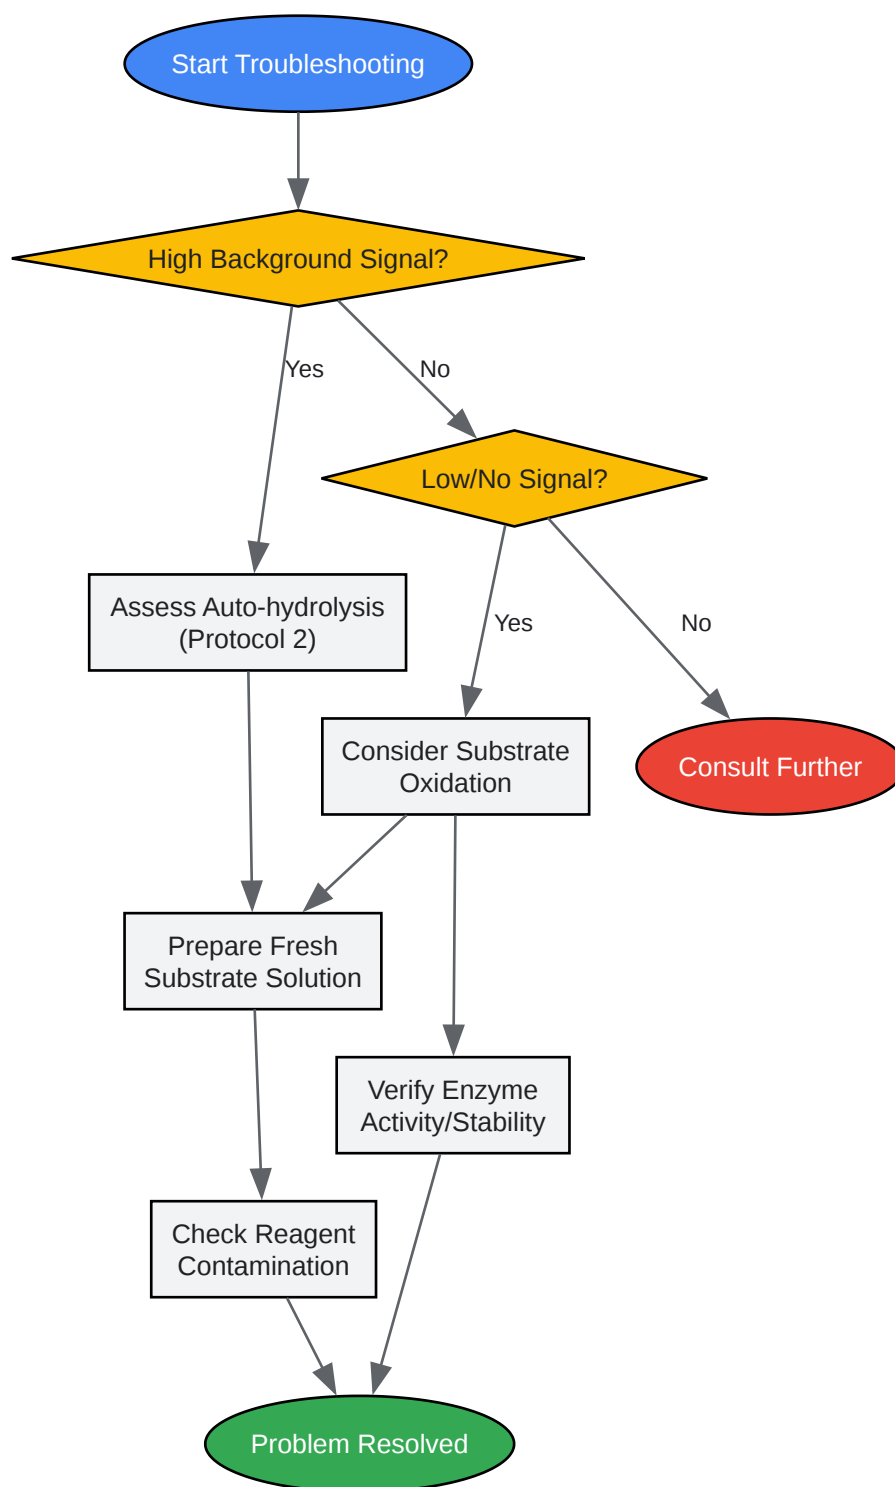 Start Troubleshooting
High Background Signal?
Yes
No
Low/No Signal?
Assess Auto-hydrolysis
(Protocol 2)
Yes
No
Consider Substrate
Oxidation
Consult Further
Prepare Fresh
Substrate Solution
Verify Enzyme
Activity/Stability
Check Reagent
Contamination
Problem Resolved